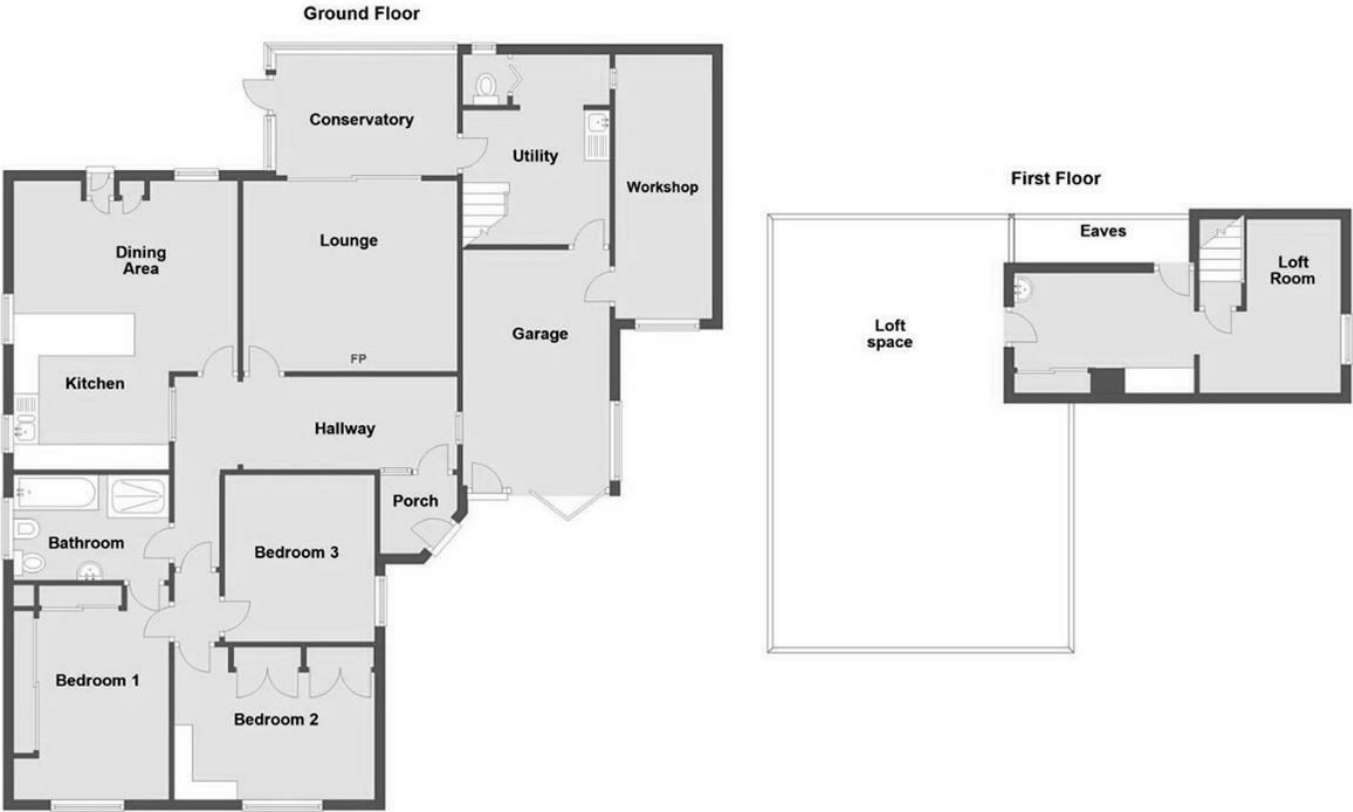 Ground Floor
Conservatory
Utility
Workshop
Lounge
Dining
Area
Garage
FP
Kitchen
Hallway
Porch
Bathroom
Bedroom 3
Bedroom 1
Bedroom 2
First Floor
Eaves
Loft
Room
Loft
space